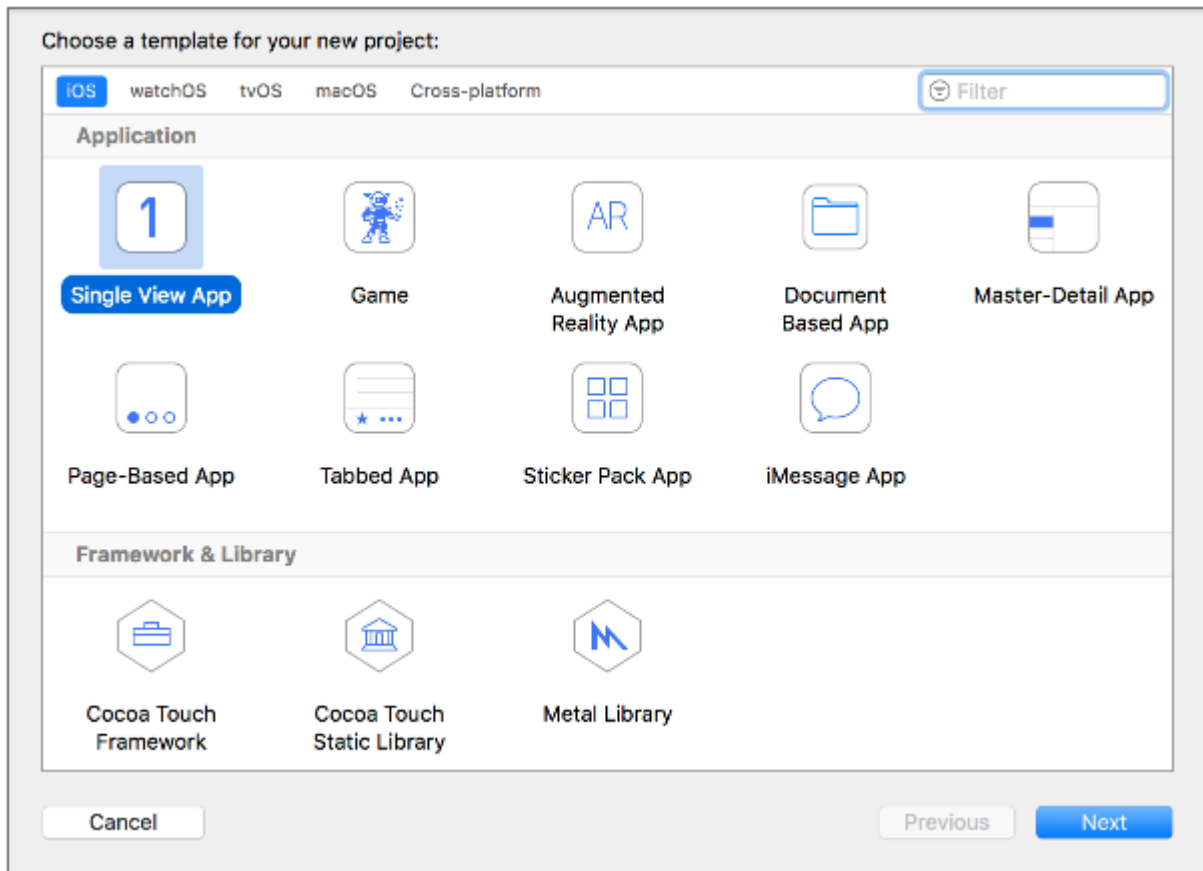 Choose a template for your new project:
iOS watchOS tvOS macOS Cross-platform Filter
Application
1 AR
Single View App Game Augmented Reality App Document Based App Master-Detail App
Page-Based App Tabbed App Sticker Pack App iMessage App
Framework & Library
Cocoa Touch Framework Cocoa Touch Static Library Metal Library
Cancel Previous Next